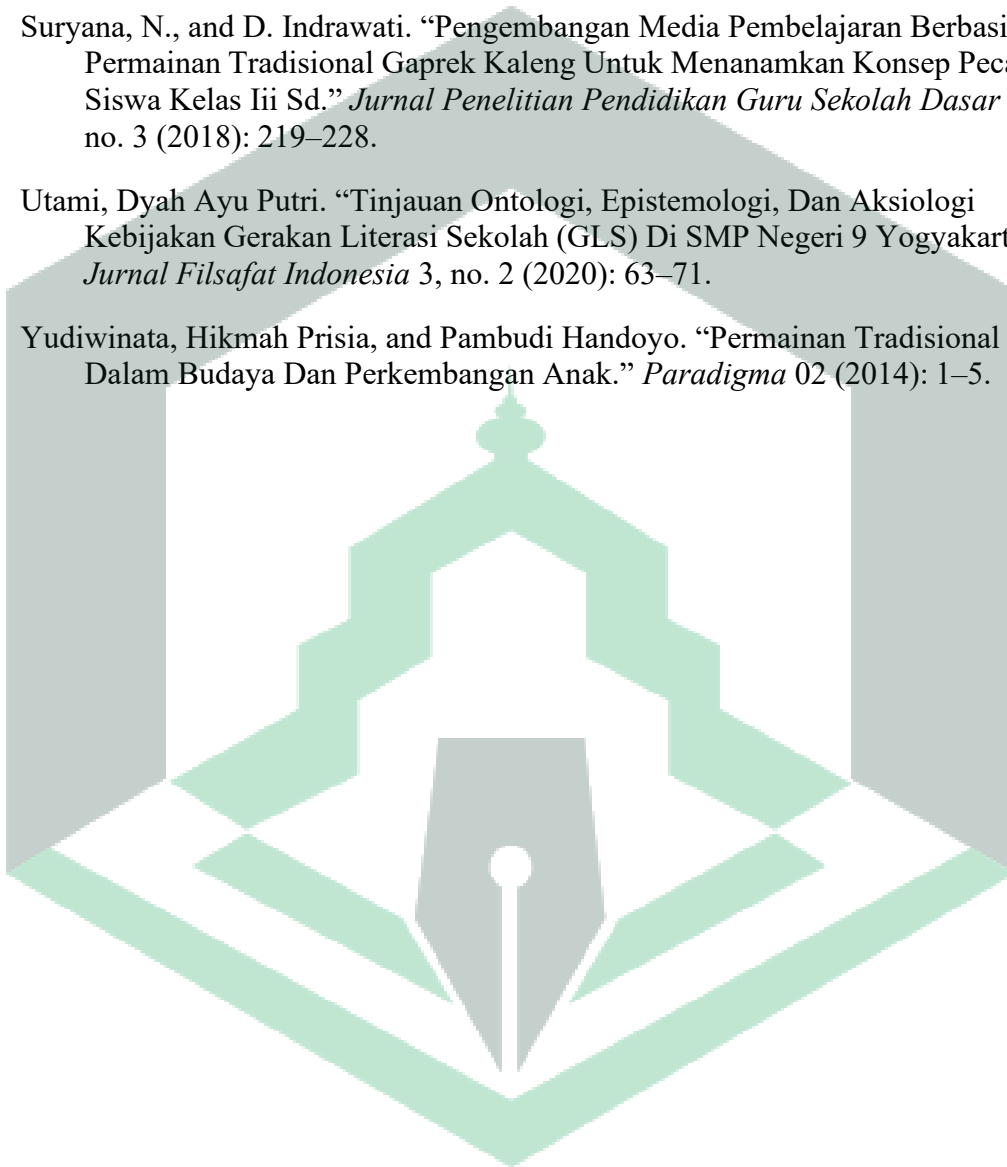 Suryana, N., and D. Indrawati. “Pengembangan Media Pembelajaran Berbasi
Permainan Tradisional Gaprek Kaleng Untuk Menanamkan Konsep Peca
Siswa Kelas Iii Sd.” Jurnal Penelitian Pendidikan Guru Sekolah Dasar
no. 3 (2018): 219–228.
Utami, Dyah Ayu Putri. “Tinjauan Ontologi, Epistemologi, Dan Aksiologi
Kebijakan Gerakan Literasi Sekolah (GLS) Di SMP Negeri 9 Yogyakart
Jurnal Filsafat Indonesia 3, no. 2 (2020): 63–71.
Yudiwinata, Hikmah Prisia, and Pambudi Handoyo. “Permainan Tradisional
Dalam Budaya Dan Perkembangan Anak.” Paradigma 02 (2014): 1–5.